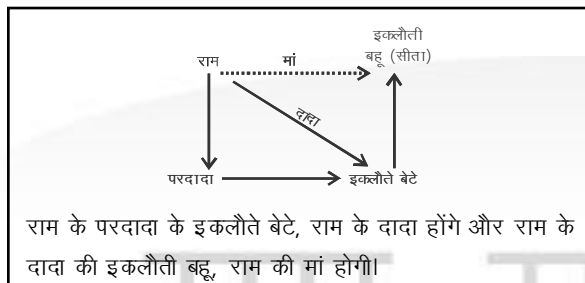 इकलौती
बहू (सीता)
राम मां
दादा
परदादा इकलौते बेटे
राम के परदादा के इकलौते बेटे, राम के दादा होंगे और राम के
दादा की इकलौती बहू, राम की मां होगी।